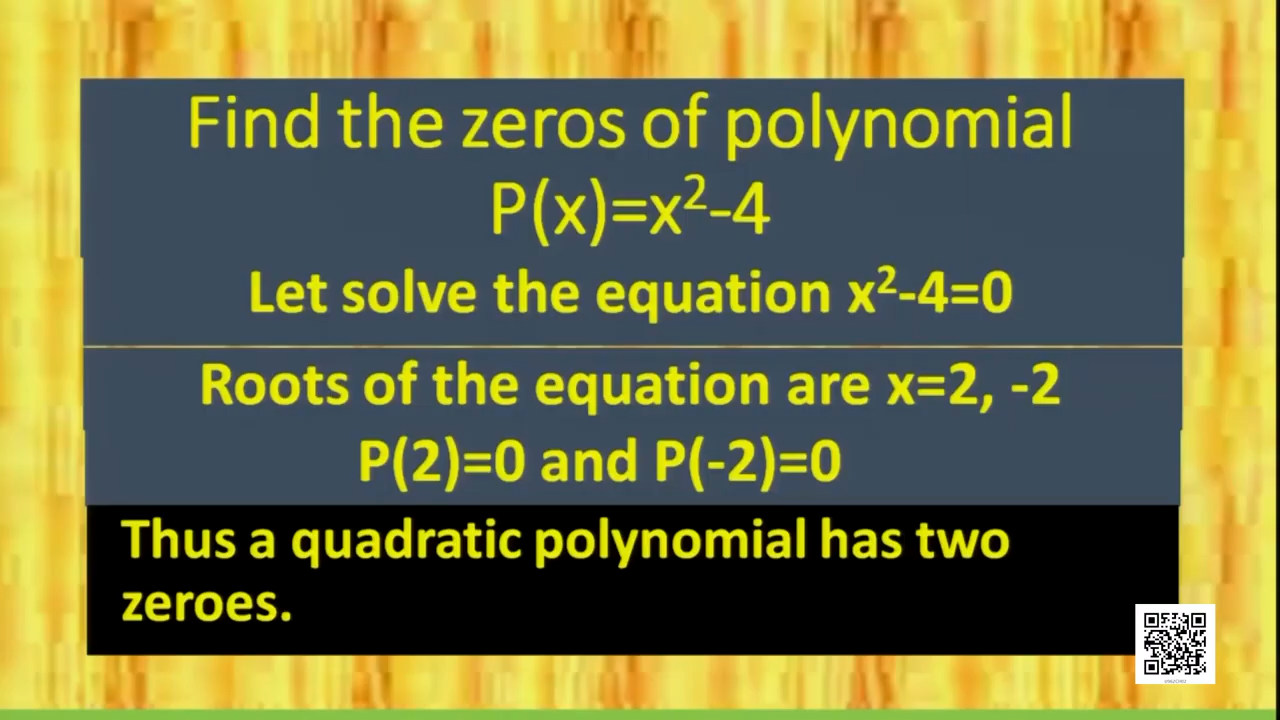 Find the zeros of polynomial
P(x)=x²-4
Let solve the equation x²-4=0
Roots of the equation are x=2, -2
P(2)=0 and P(-2)=0
Thus a quadratic polynomial has two
zeroes.